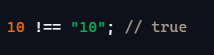 10 !== "10"; // true